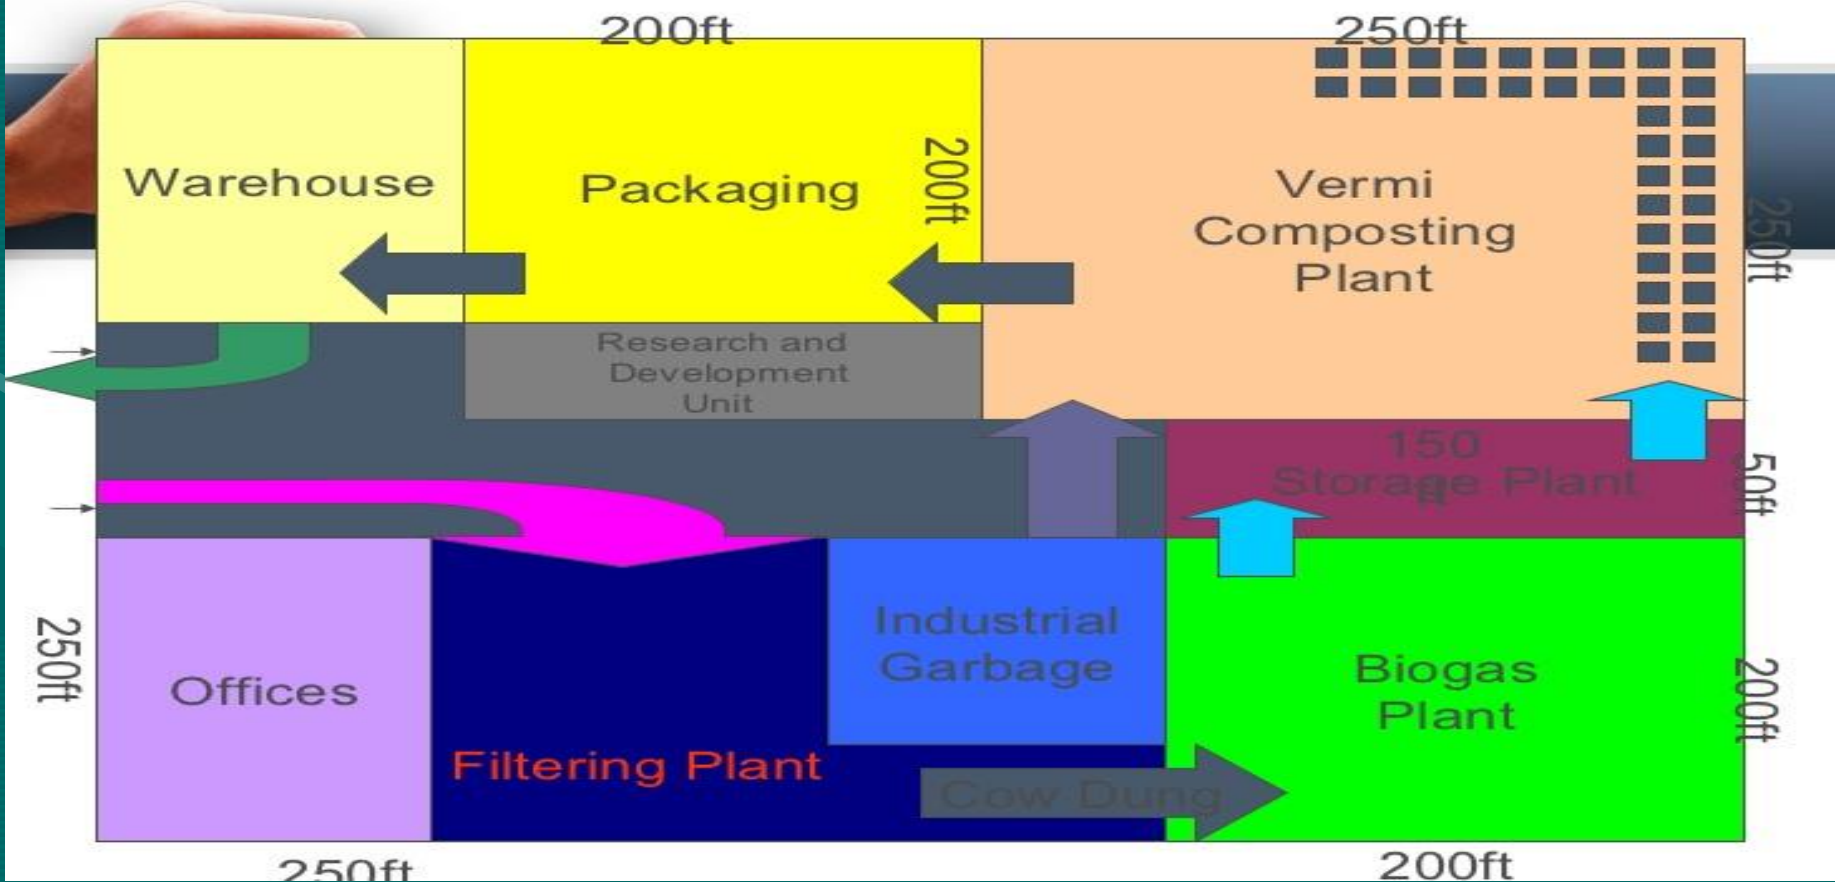 200ft
250ft
Warehouse
Packaging
200ft
Vermi
Composting
Plant
250ft
Research and
Development
Unit
150
Storage Plant
50ft
250ft
Offices
Filtering Plant
Industrial
Garbage
Cow Dung
Biogas
Plant
200ft
250ft
200ft